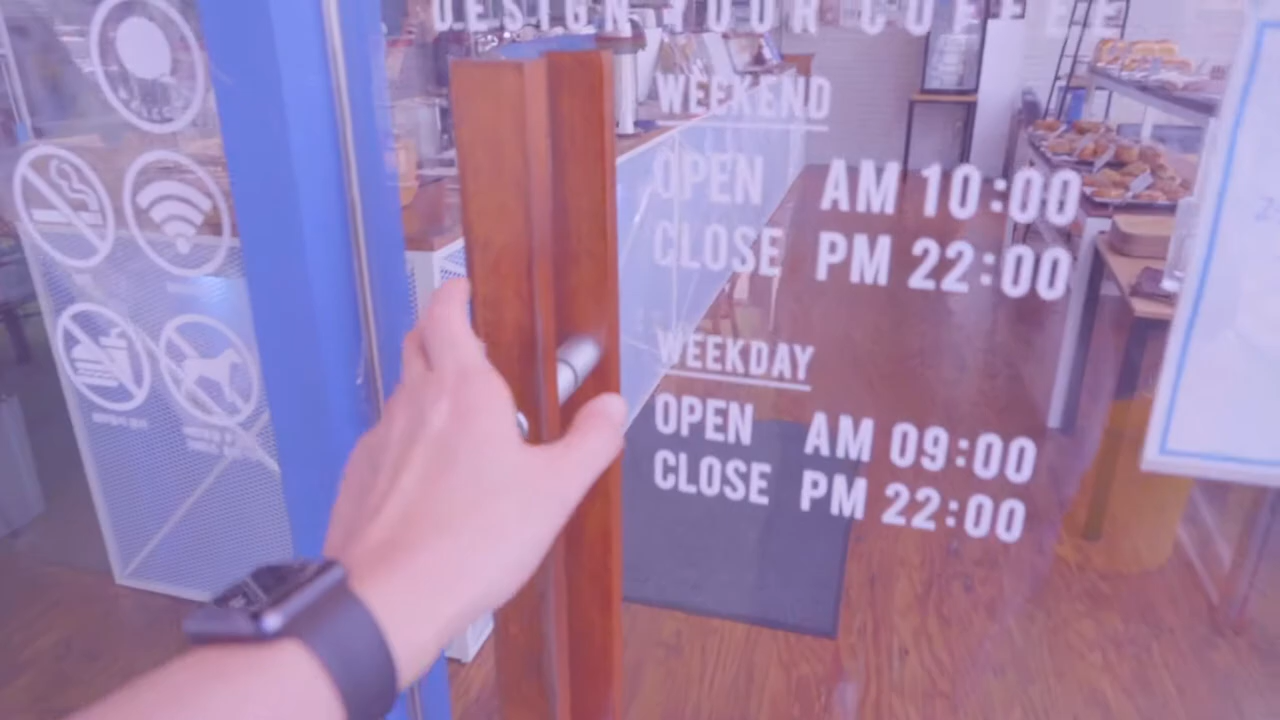 DESIGN YOUR COFFEE
WEEKEND
OPEN AM 10:00
CLOSE PM 22:00
WEEKDAY
OPEN AM 09:00
CLOSE PM 22:00